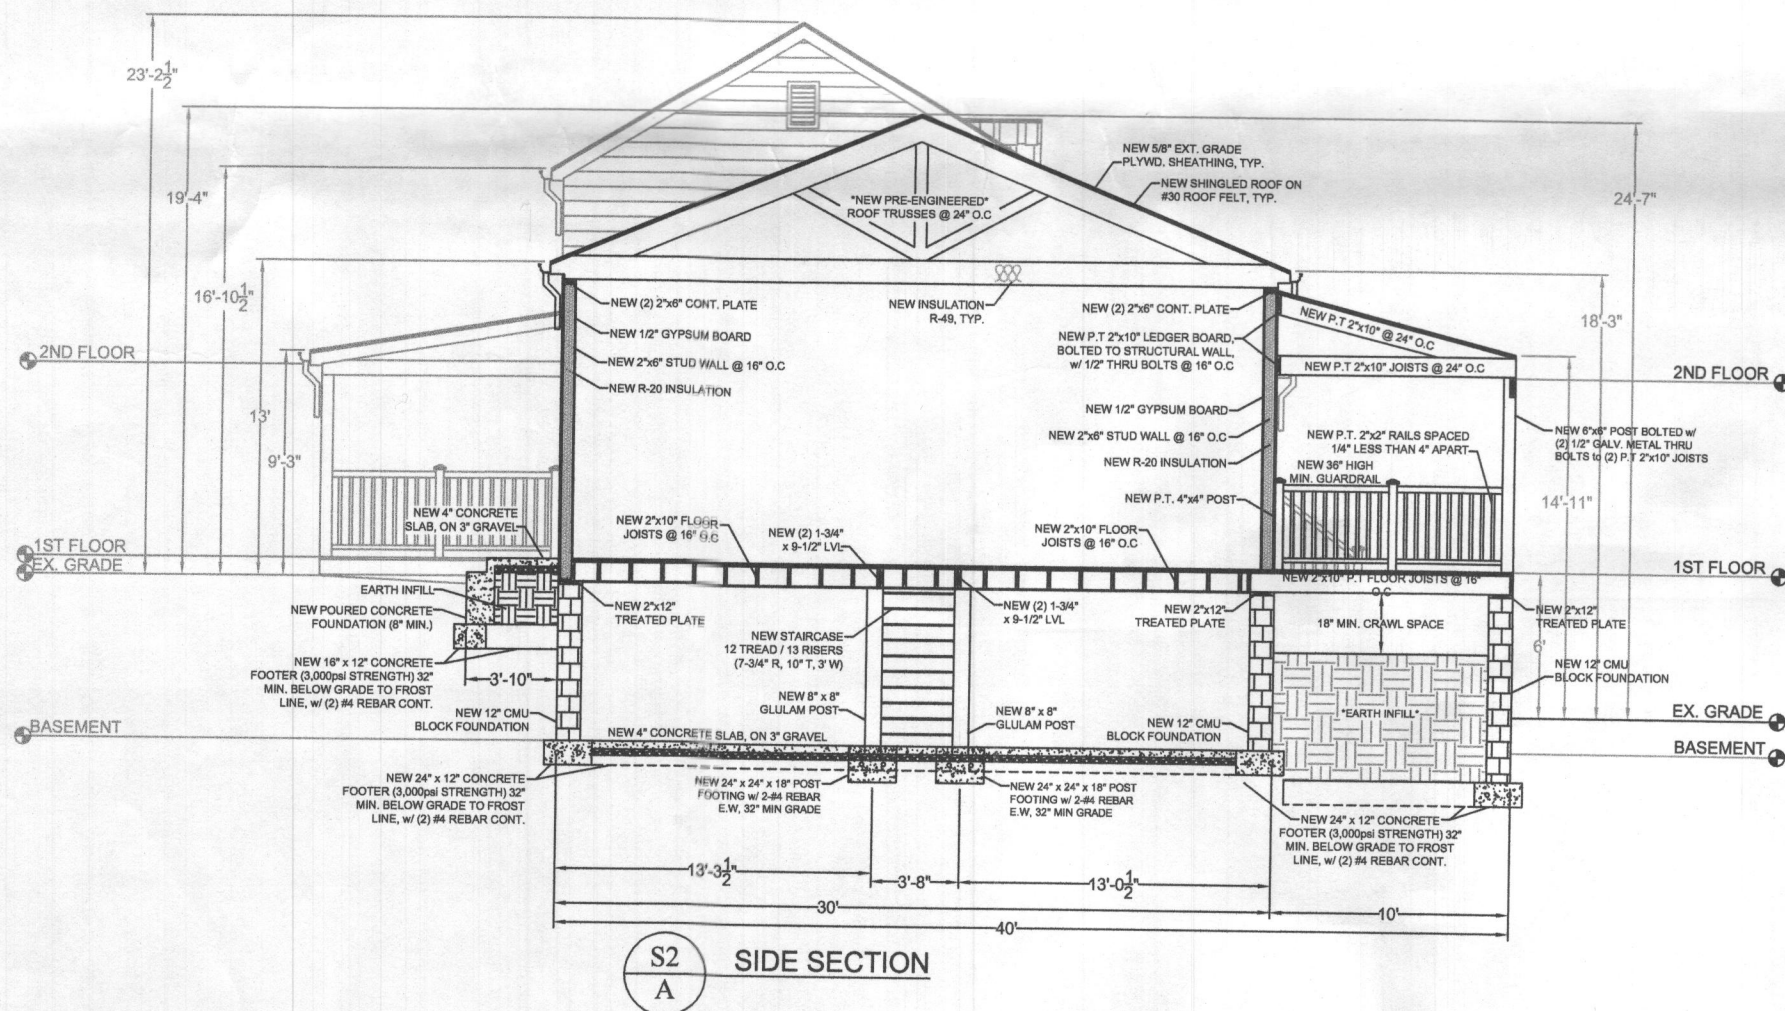 23'-2 1/2"
19'-4"
16'-10 1/2"
13'
9'-3"
2ND FLOOR
1ST FLOOR
EX. GRADE
BASEMENT
"NEW PRE-ENGINEERED"
ROOF TRUSSES @ 24" O.C
NEW 5/8" EXT. GRADE
PLYWD. SHEATHING, TYP.
NEW SHINGLED ROOF ON
#30 ROOF FELT, TYP.
24'-7"
18'-3"
14'-11"
6'
NEW (2) 2"x6" CONT. PLATE
NEW 1/2" GYPSUM BOARD
NEW 2"x6" STUD WALL @ 16" O.C
NEW R-20 INSULATION
NEW INSULATION
R-49, TYP.
NEW (2) 2"x6" CONT. PLATE
NEW P.T 2"x10" LEDGER BOARD,
BOLTED TO STRUCTURAL WALL,
w/ 1/2" THRU BOLTS @ 16" O.C
NEW 1/2" GYPSUM BOARD
NEW 2"x6" STUD WALL @ 16" O.C
NEW R-20 INSULATION
NEW P.T. 4"x4" POST
NEW P.T 2"x10" @ 24" O.C
NEW P.T 2"x10" JOISTS @ 24" O.C
2ND FLOOR
NEW 6"x6" POST BOLTED w/
(2) 1/2" GALV. METAL THRU
BOLTS to (2) P.T 2"x10" JOISTS
NEW P.T. 2"x2" RAILS SPACED
1/4" LESS THAN 4" APART
NEW 36" HIGH
MIN. GUARDRAIL
NEW 4" CONCRETE
SLAB, ON 3" GRAVEL
NEW 2"x10" FLOOR
JOISTS @ 16" O.C
NEW (2) 1-3/4"
x 9-1/2" LVL
NEW 2"x10" FLOOR
JOISTS @ 16" O.C
1ST FLOOR
NEW 2"x10" P.T FLOOR JOISTS @ 16"
O.C
EARTH INFILL
NEW POURED CONCRETE
FOUNDATION (8" MIN.)
NEW 2"x12"
TREATED PLATE
NEW STAIRCASE
12 TREAD / 13 RISERS
(7-3/4" R, 10" T, 3' W)
NEW (2) 1-3/4"
x 9-1/2" LVL
NEW 2"x12"
TREATED PLATE
18" MIN. CRAWL SPACE
NEW 2"x12"
TREATED PLATE
NEW 16" x 12" CONCRETE
FOOTER (3,000psi STRENGTH) 32"
MIN. BELOW GRADE TO FROST
LINE, w/ (2) #4 REBAR CONT.
3'-10"
NEW 12" CMU
BLOCK FOUNDATION
NEW 8" x 8"
GLULAM POST
NEW 8" x 8"
GLULAM POST
NEW 12" CMU
BLOCK FOUNDATION
NEW 12" CMU
BLOCK FOUNDATION
"EARTH INFILL"
EX. GRADE
BASEMENT
NEW 4" CONCRETE SLAB, ON 3" GRAVEL
NEW 24" x 12" CONCRETE
FOOTER (3,000psi STRENGTH) 32"
MIN. BELOW GRADE TO FROST
LINE, w/ (2) #4 REBAR CONT.
NEW 24" x 24" x 18" POST
FOOTING w/ 2-#4 REBAR
E.W, 32" MIN GRADE
NEW 24" x 24" x 18" POST
FOOTING w/ 2-#4 REBAR
E.W, 32" MIN GRADE
NEW 24" x 12" CONCRETE
FOOTER (3,000psi STRENGTH) 32"
MIN. BELOW GRADE TO FROST
LINE, w/ (2) #4 REBAR CONT.
13'-3 1/2"
3'-8"
13'-0 1/2"
30'
10'
40'
S2
A
SIDE SECTION